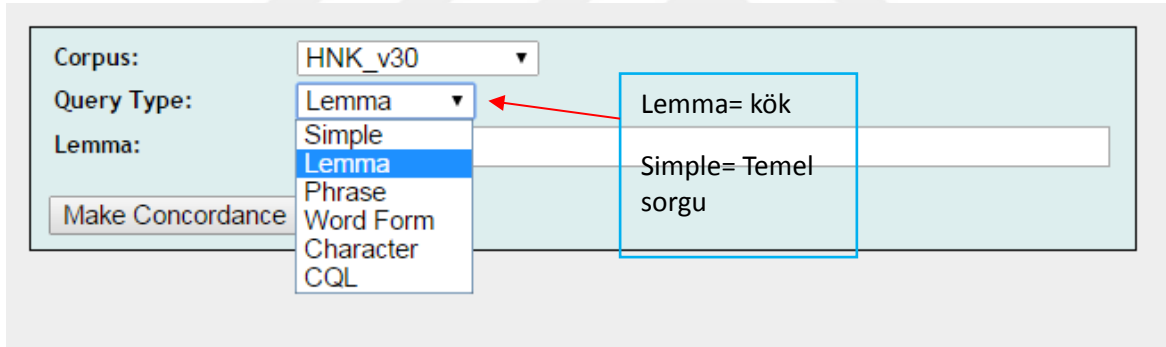 Corpus: HNK_v30
Query Type: Lemma
Lemma:
Simple
Lemma
Phrase
Word Form
Character
CQL
Make Concordance
Lemma= kök
Simple= Temel
sorgu